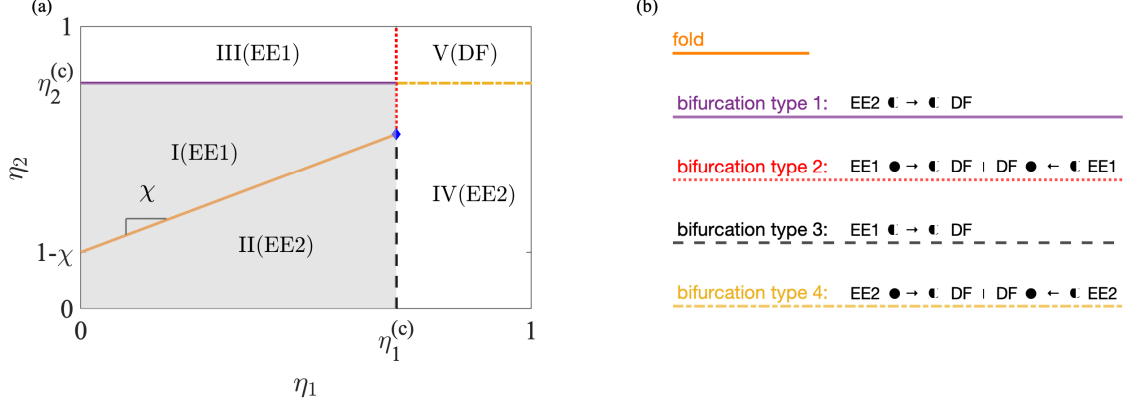 (a)
1
III(EE1)
V(DF)
η₂⁽ᶜ⁾
I(EE1)
η₂
χ
IV(EE2)
II(EE2)
1-χ
0
0
η₁⁽ᶜ⁾
1
η₁
(b)
fold
bifurcation type 1: EE2 ◖ → ◖ DF
bifurcation type 2: EE1 ● → ◖ DF | DF ● ← ◖ EE1
bifurcation type 3: EE1 ◖ → ◖ DF
bifurcation type 4: EE2 ● → ◖ DF | DF ● ← ◖ EE2